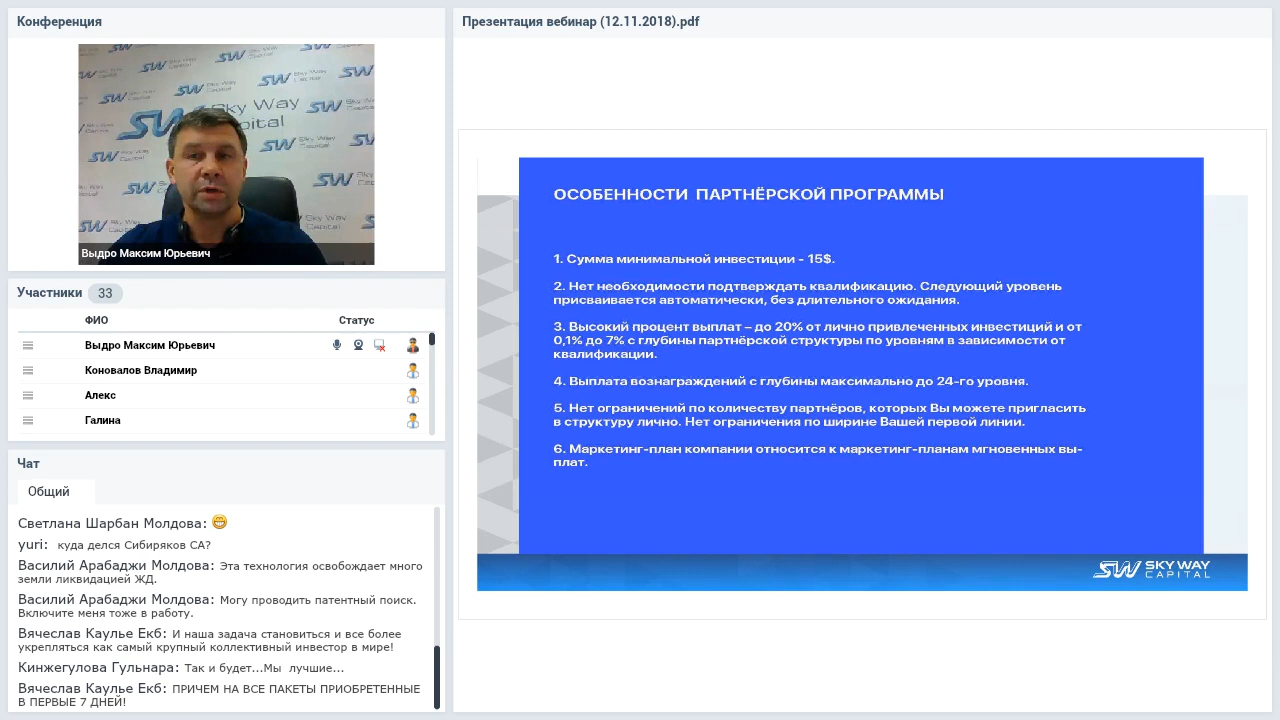 Конференция
SW Sky Way Capital
Выдро Максим Юрьевич
Участники 33
ФИО Статус
Выдро Максим Юрьевич
Коновалов Владимир
Алекс
Галина
Чат
Общий
Светлана Шарбан Молдова:
yuri: куда делся Сибиряков СА?
Василий Арабаджи Молдова: Эта технология освобождает много
земли ликвидацией ЖД.
Василий Арабаджи Молдова: Могу проводить патентный поиск.
Включите меня тоже в работу.
Вячеслав Каулье Екб: И наша задача становиться и все более
укрепляться как самый крупный коллективный инвестор в мире!
Кинжегулова Гульнара: Так и будет...Мы лучшие...
Вячеслав Каулье Екб: ПРИЧЕМ НА ВСЕ ПАКЕТЫ ПРИОБРЕТЕННЫЕ
В ПЕРВЫЕ 7 ДНЕЙ!
Презентация вебинар (12.11.2018).pdf
ОСОБЕННОСТИ ПАРТНЁРСКОЙ ПРОГРАММЫ
1. Сумма минимальной инвестиции - 15$.
2. Нет необходимости подтверждать квалификацию. Следующий уровень
присваивается автоматически, без длительного ожидания.
3. Высокий процент выплат – до 20% от лично привлеченных инвестиций и от
0,1% до 7% с глубины партнёрской структуры по уровням в зависимости от
квалификации.
4. Выплата вознаграждений с глубины максимально до 24-го уровня.
5. Нет ограничений по количеству партнёров, которых Вы можете пригласить
в структуру лично. Нет ограничения по ширине Вашей первой линии.
6. Маркетинг-план компании относится к маркетинг-планам мгновенных вы-
плат.
SW SKY WAY
CAPITAL